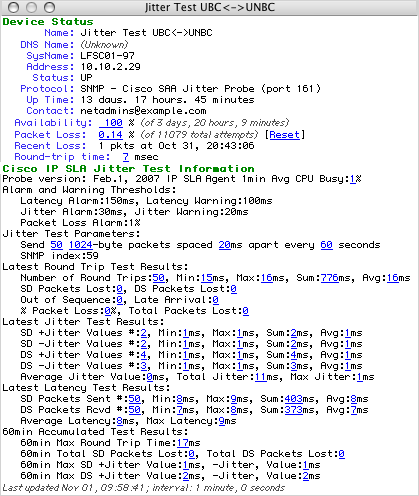 Jitter Test UBC<->UNBC
Device Status
Name: Jitter Test UBC<->UNBC
DNS Name: (Unknown)
SysName: LFSC01-97
Address: 10.10.2.29
Status: UP
Protocol: SNMP - Cisco SAA Jitter Probe (port 161)
Up Time: 13 daus. 17 hours. 45 minutes
Contact: netadmins@example.com
Availability: 100 % (of 3 days, 20 hours, 9 minutes)
Packet Loss: 0.14 % (of 11079 total attempts) [Reset]
Recent Loss: 1 pkts at Oct 31, 20:43:06
Round-trip time: 7 msec
Cisco IP SLA Jitter Test Information
Probe version: Feb.1, 2007 IP SLA Agent 1min Avg CPU Busy:1%
Alarm and Warning Thresholds:
Latency Alarm:150ms, Latency Warning:100ms
Jitter Alarm:30ms, Jitter Warning:20ms
Packet Loss Alarm:1%
Jitter Test Parameters:
Send 50 1024-byte packets spaced 20ms apart every 60 seconds
SNMP index:59
Latest Round Trip Test Results:
Number of Round Trips:50, Min:15ms, Max:16ms, Sum:776ms, Avg:16ms
SD Packets Lost:0, DS Packets Lost:0
Out of Sequence:0, Late Arrival:0
% Packet Loss:0%, Total Packets Lost:0
Latest Jitter Test Results:
SD +Jitter Values #:2, Min:1ms, Max:1ms, Sum:2ms, Avg:1ms
SD -Jitter Values #:2, Min:1ms, Max:1ms, Sum:2ms, Avg:1ms
DS +Jitter Values #:4, Min:1ms, Max:1ms, Sum:4ms, Avg:1ms
DS -Jitter Values #:3, Min:1ms, Max:1ms, Sum:3ms, Avg:1ms
Average Jitter Value:0ms, Total Jitter:11ms, Max Jitter:1ms
Latest Latency Test Results:
SD Packets Sent #:50, Min:8ms, Max:9ms, Sum:403ms, Avg:8ms
DS Packets Rcvd #:50, Min:7ms, Max:8ms, Sum:373ms, Avg:7ms
Average Latency:8ms, Max Latency:9ms
60min Accumulated Test Results:
60min Max Round Trip Time:17ms
60min Total SD Packets Lost:0, Total DS Packets Lost:0
60min Max SD +Jitter Value:1ms, -Jitter, Value:1ms
60min Max DS +Jitter Value:2ms, -Jitter, Value:2ms
Last updated Nov 01, 09:58:41; interval: 1 minute, 0 seconds